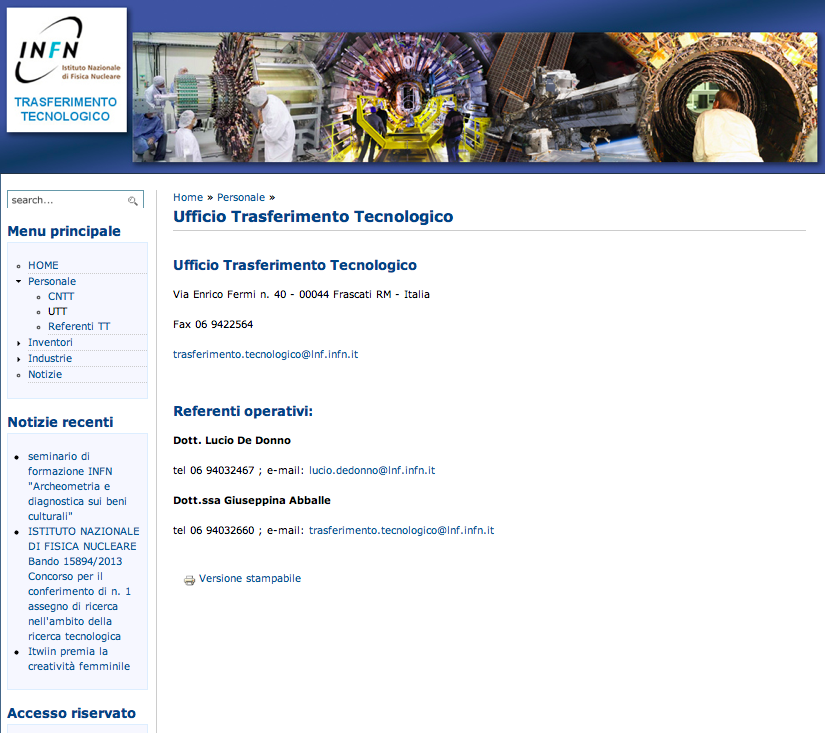 INFN
Istituto Nazionale
di Fisica Nucleare
TRASFERIMENTO
TECNOLOGICO
search...
Menu principale
HOME
Personale
CNTT
UTT
Referenti TT
Inventori
Industrie
Notizie
Notizie recenti
seminario di
formazione INFN
"Archeometria e
diagnostica sui beni
culturali"
ISTITUTO NAZIONALE
DI FISICA NUCLEARE
Bando 15894/2013
Concorso per il
conferimento di n. 1
assegno di ricerca
nell'ambito della
ricerca tecnologica
Itwiin premia la
creatività femminile
Accesso riservato
Home » Personale »
Ufficio Trasferimento Tecnologico
Ufficio Trasferimento Tecnologico
Via Enrico Fermi n. 40 - 00044 Frascati RM - Italia
Fax 06 9422564
trasferimento.tecnologico@lnf.infn.it
Referenti operativi:
Dott. Lucio De Donno
tel 06 94032467 ; e-mail: lucio.dedonno@lnf.infn.it
Dott.ssa Giuseppina Abballe
tel 06 94032660 ; e-mail: trasferimento.tecnologico@lnf.infn.it
Versione stampabile